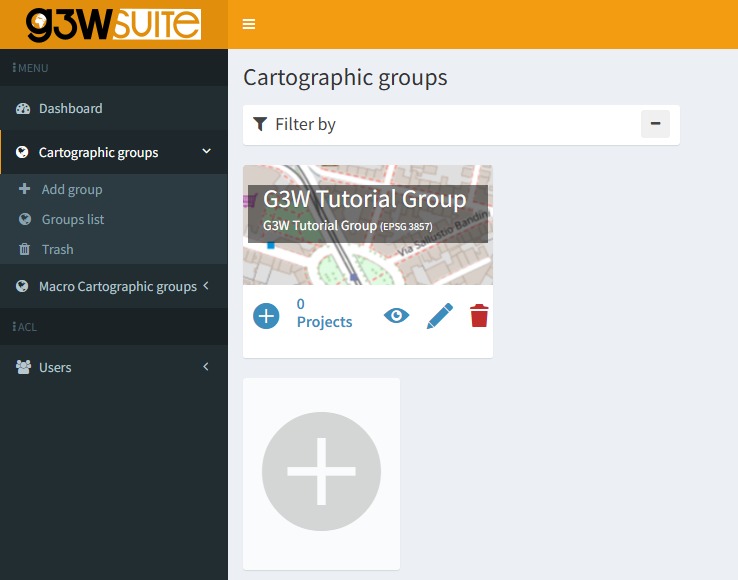 G3W SUITE
MENU
Dashboard
Cartographic groups
Add group
Groups list
Trash
Macro Cartographic groups
ACL
Users
Cartographic groups
Filter by
G3W Tutorial Group
G3W Tutorial Group (EPSG 3857)
Via Sallustio Bandini
0
Projects